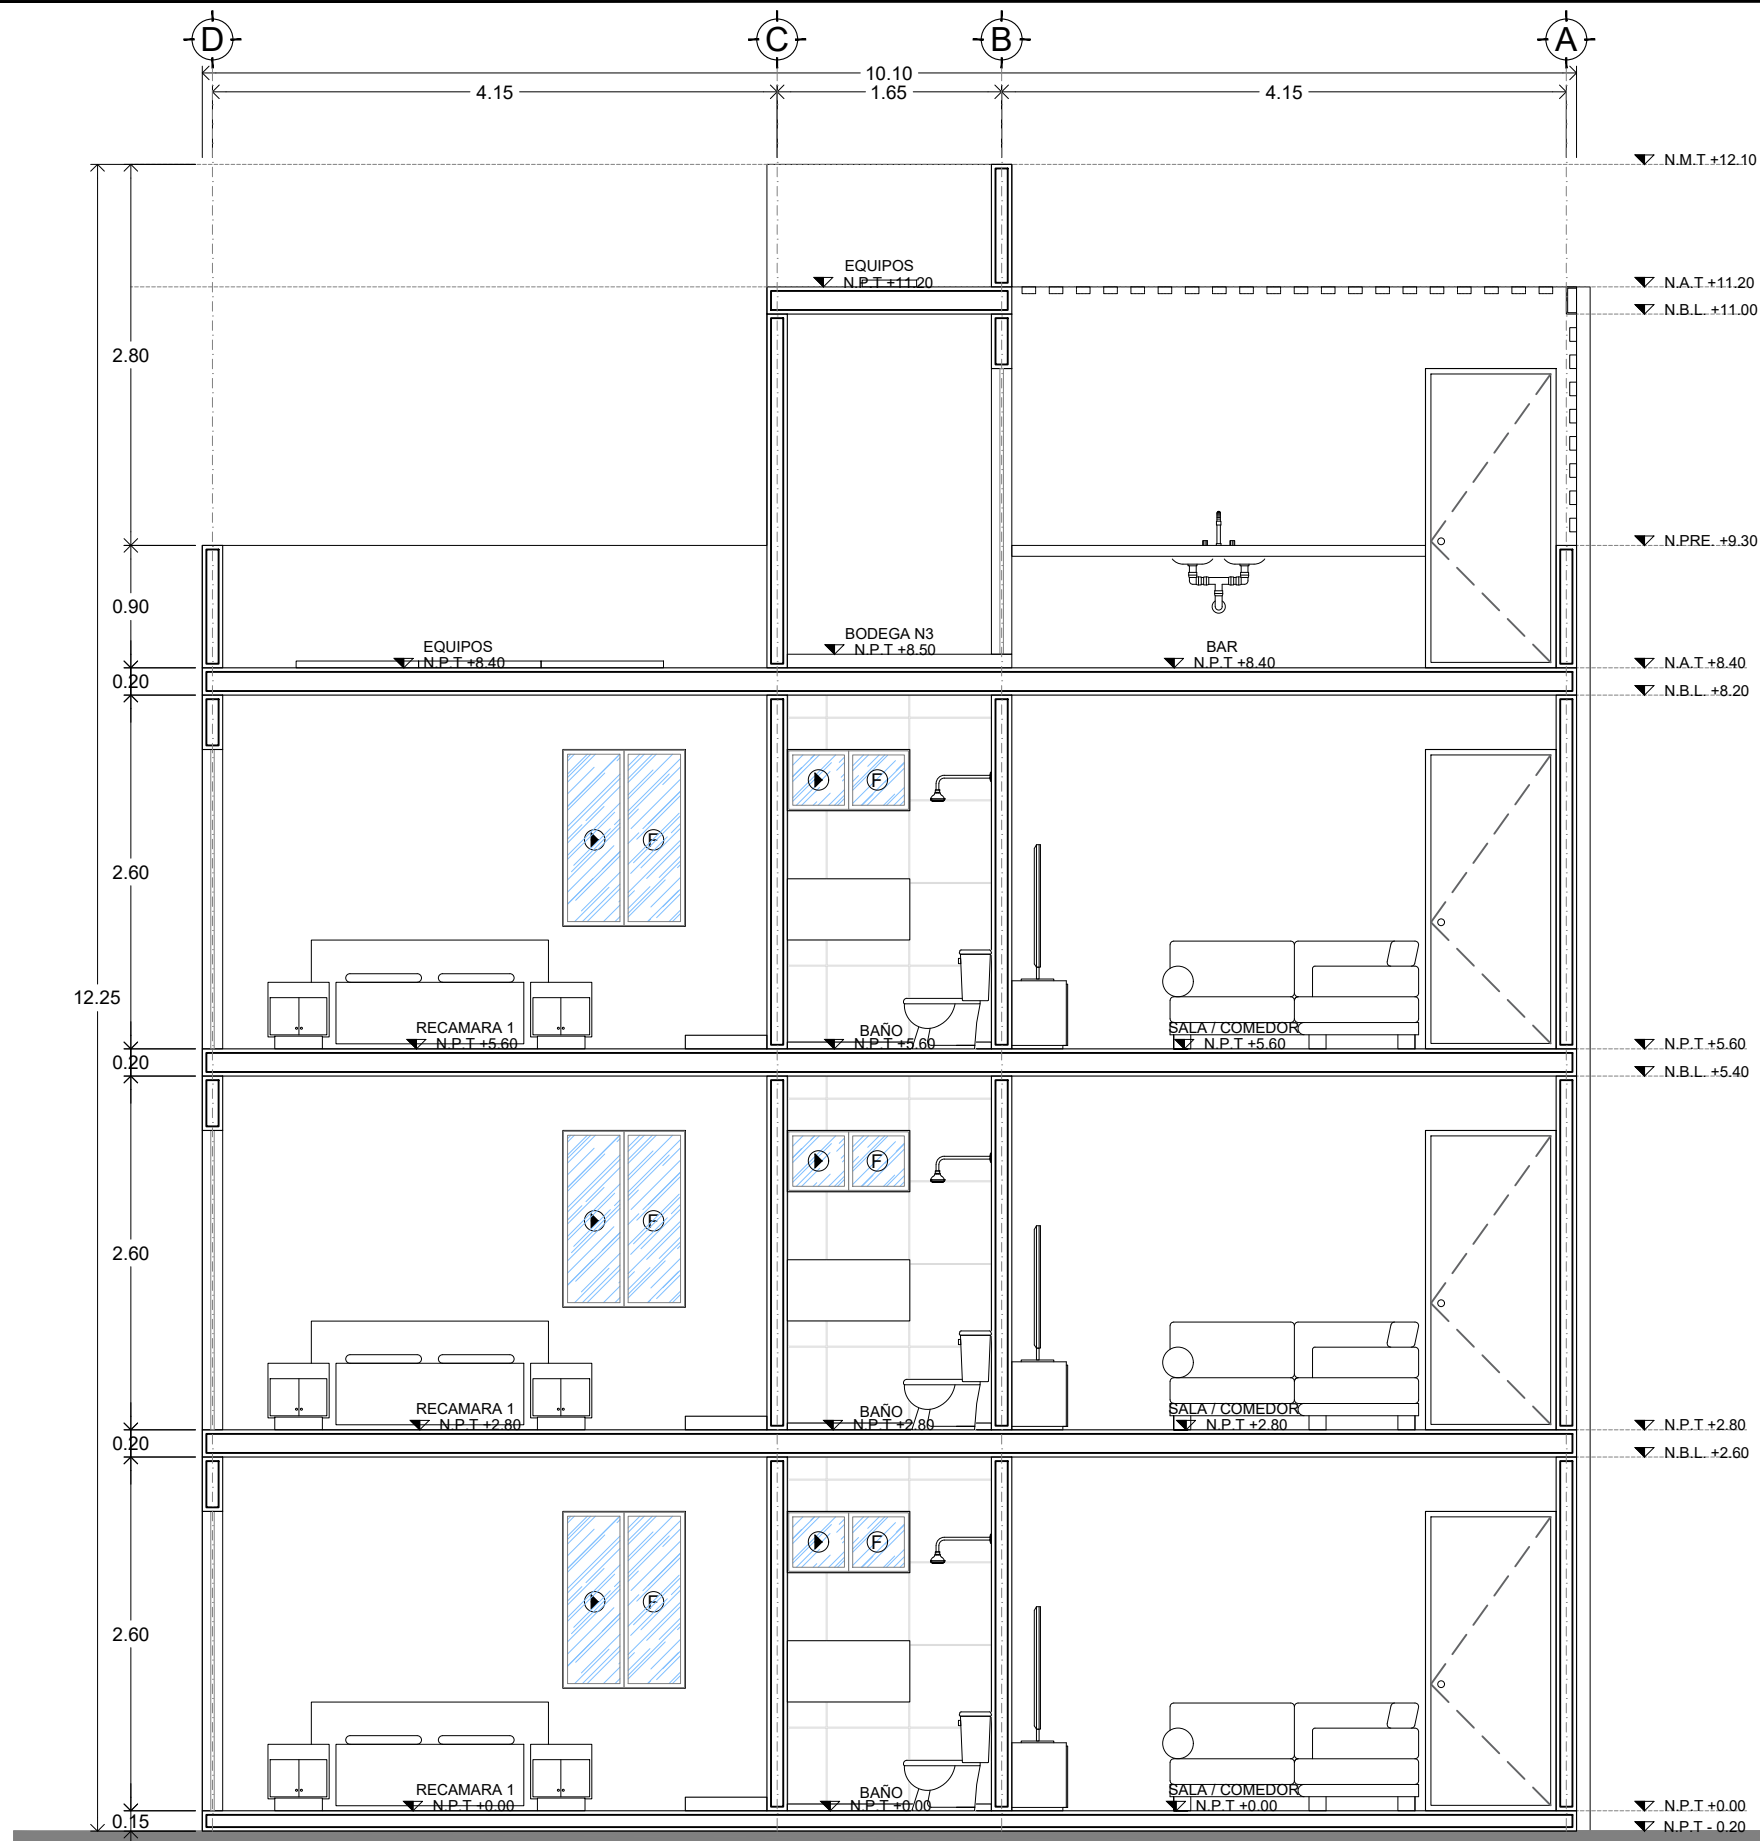 D C B A
10.10
4.15 1.65 4.15
N.M.T +12.10
EQUIPOS
N.P.T +11.20
N.A.T +11.20
N.B.L. +11.00
2.80
N.PRE. +9.30
0.90
EQUIPOS
N.P.T +8.40
BODEGA N3
N.P.T +8.50
BAR
N.P.T +8.40
N.A.T +8.40
0.20
N.B.L. +8.20
F
F
2.60
12.25
RECAMARA 1
N.P.T +5.60
BAÑO
N.P.T +5.60
SALA / COMEDOR
N.P.T +5.60
N.P.T +5.60
0.20
N.B.L. +5.40
F
F
2.60
RECAMARA 1
N.P.T +2.80
BAÑO
N.P.T +2.80
SALA / COMEDOR
N.P.T +2.80
N.P.T +2.80
0.20
N.B.L. +2.60
F
F
2.60
RECAMARA 1
N.P.T +0.00
BAÑO
N.P.T +0.00
SALA / COMEDOR
N.P.T +0.00
N.P.T +0.00
0.15
N.P.T - 0.20